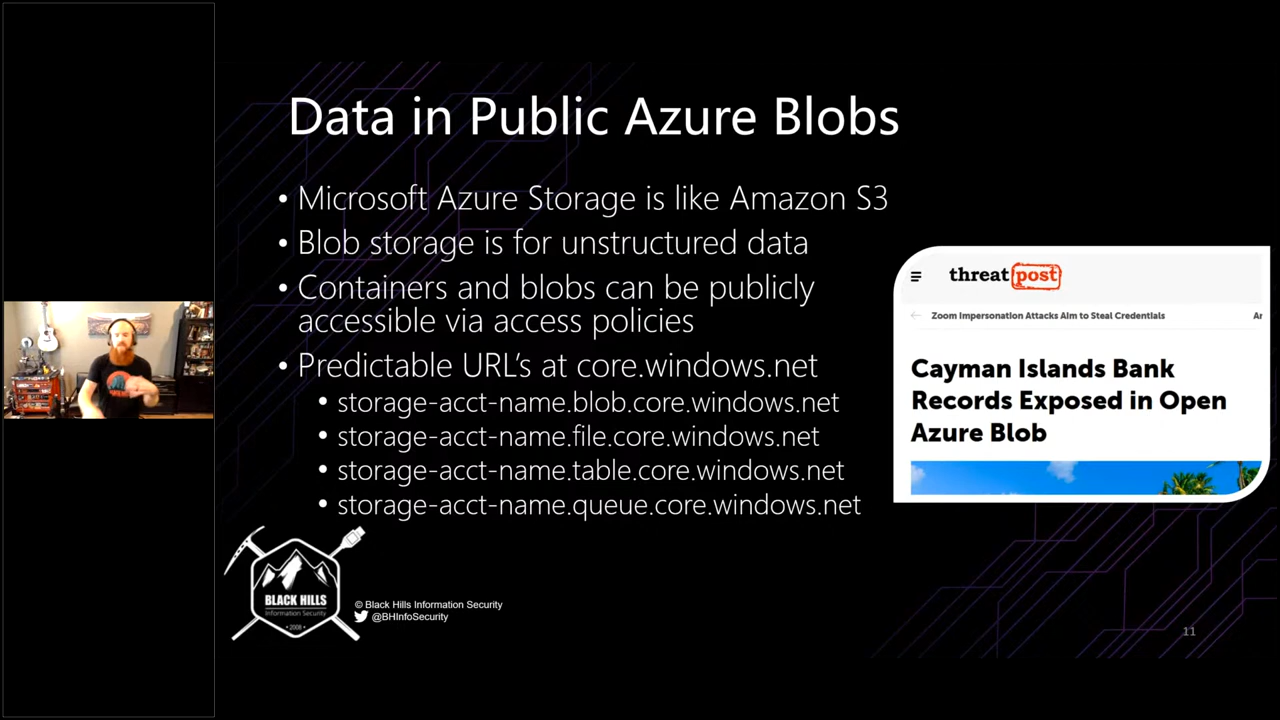 Data in Public Azure Blobs
• Microsoft Azure Storage is like Amazon S3
• Blob storage is for unstructured data
• Containers and blobs can be publicly
accessible via access policies
• Predictable URL's at core.windows.net
• storage-acct-name.blob.core.windows.net
• storage-acct-name.file.core.windows.net
• storage-acct-name.table.core.windows.net
• storage-acct-name.queue.core.windows.net
threatpost
Zoom Impersonation Attacks Aim to Steal Credentials
Ar
Cayman Islands Bank
Records Exposed in Open
Azure Blob
BLACK HILLS
Information Security
• 2008 •
© Black Hills Information Security
@BHInfoSecurity
11